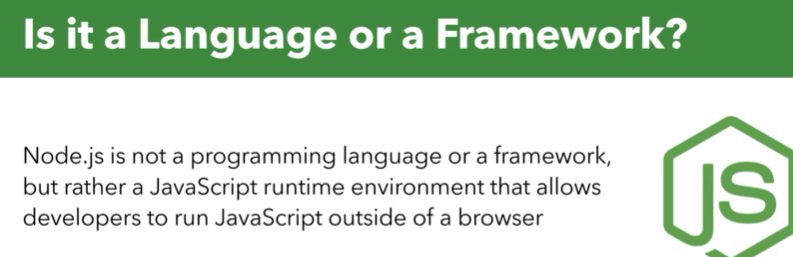 Is it a Language or a Framework?
Node.js is not a programming language or a framework,
but rather a JavaScript runtime environment that allows
developers to run JavaScript outside of a browser
JS